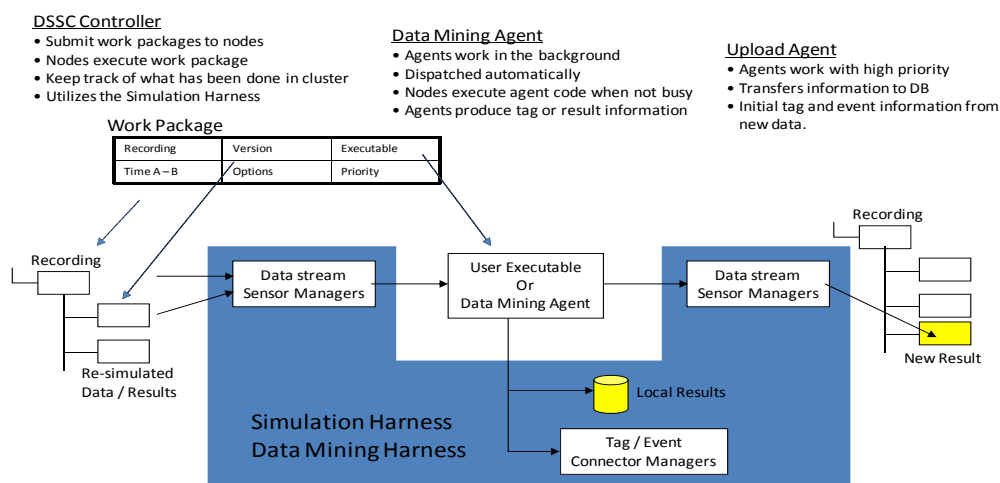 DSSC Controller
• Submit work packages to nodes
• Nodes execute work package
• Keep track of what has been done in cluster
• Utilizes the Simulation Harness
Data Mining Agent
• Agents work in the background
• Dispatched automatically
• Nodes execute agent code when not busy
• Agents produce tag or result information
Upload Agent
• Agents work with high priority
• Transfers information to DB
• Initial tag and event information from
new data.
Work Package
Recording
Version
Executable
Time A – B
Options
Priority
Recording
Re-simulated
Data / Results
Data stream
Sensor Managers
User Executable
Or
Data Mining Agent
Data stream
Sensor Managers
Recording
New Result
Local Results
Simulation Harness
Data Mining Harness
Tag / Event
Connector Managers